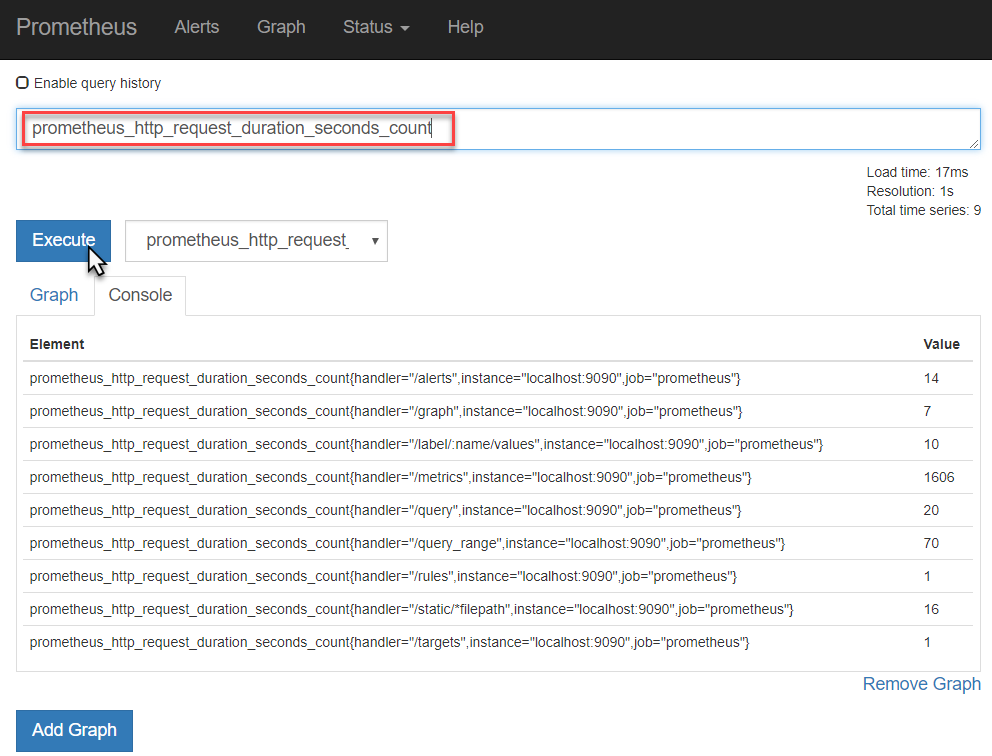 Prometheus Alerts Graph Status Help
Enable query history
prometheus_http_request_duration_seconds_count
Load time: 17ms
Resolution: 1s
Total time series: 9
Execute prometheus_http_request_
Graph Console
Element Value
prometheus_http_request_duration_seconds_count{handler="/alerts",instance="localhost:9090",job="prometheus"} 14
prometheus_http_request_duration_seconds_count{handler="/graph",instance="localhost:9090",job="prometheus"} 7
prometheus_http_request_duration_seconds_count{handler="/label/:name/values",instance="localhost:9090",job="prometheus"} 10
prometheus_http_request_duration_seconds_count{handler="/metrics",instance="localhost:9090",job="prometheus"} 1606
prometheus_http_request_duration_seconds_count{handler="/query",instance="localhost:9090",job="prometheus"} 20
prometheus_http_request_duration_seconds_count{handler="/query_range",instance="localhost:9090",job="prometheus"} 70
prometheus_http_request_duration_seconds_count{handler="/rules",instance="localhost:9090",job="prometheus"} 1
prometheus_http_request_duration_seconds_count{handler="/static/*filepath",instance="localhost:9090",job="prometheus"} 16
prometheus_http_request_duration_seconds_count{handler="/targets",instance="localhost:9090",job="prometheus"} 1
Remove Graph
Add Graph